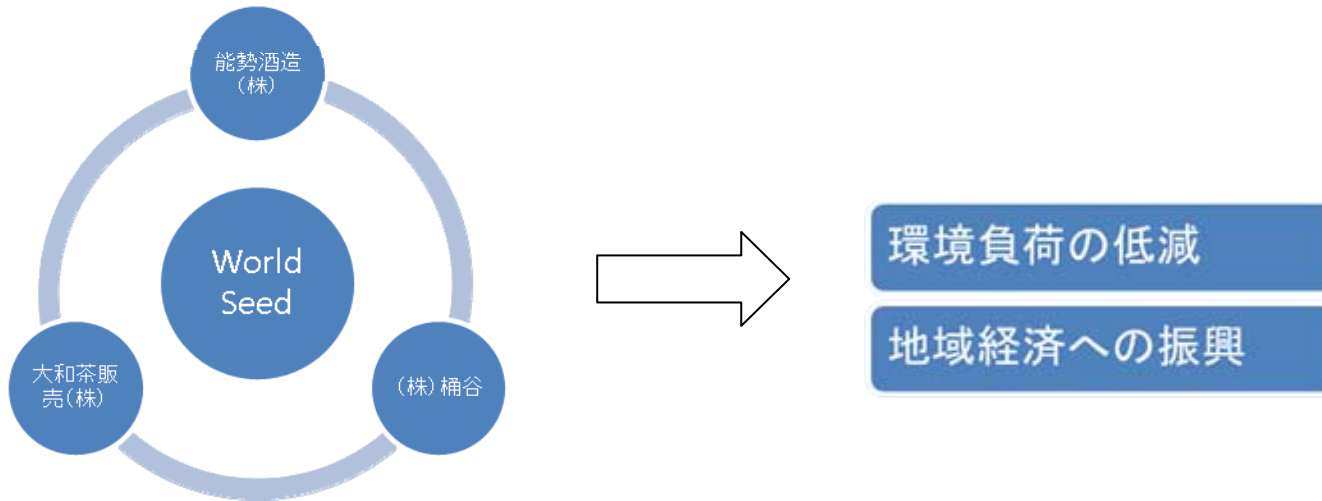 能勢酒造
(株)
World
Seed
大和茶販
売(株)
(株)桶谷
環境負荷の低減
地域経済への振興